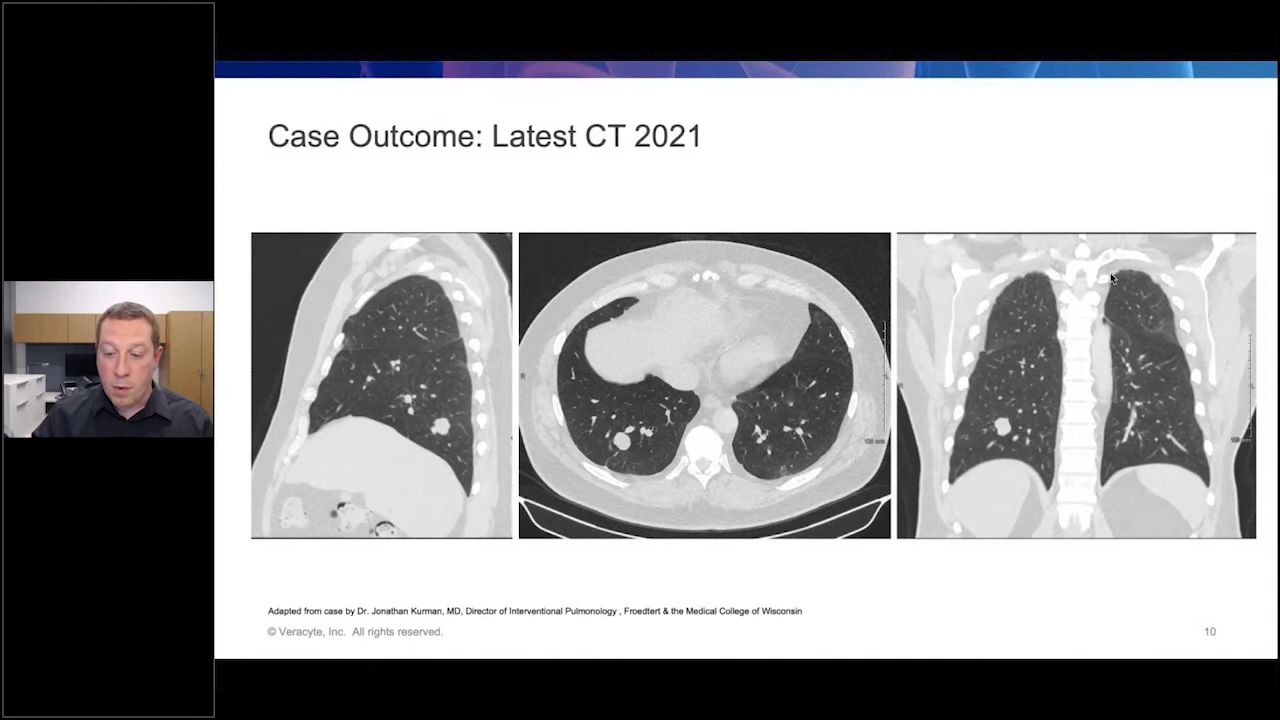 Case Outcome: Latest CT 2021
Adapted from case by Dr. Jonathan Kurman, MD, Director of Interventional Pulmonology , Froedtert & the Medical College of Wisconsin
© Veracyte, Inc. All rights reserved.
10